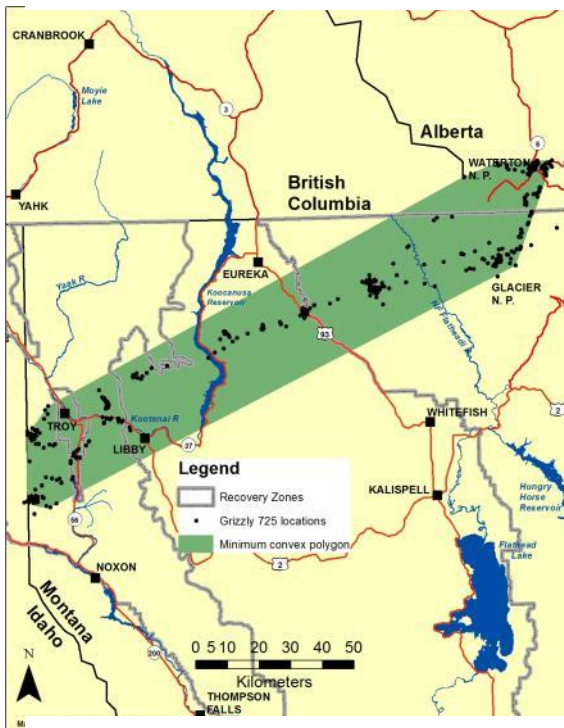 CRANBROOK
Moyie
Lake
3
Alberta
6
WATERTON
N. P.
YAHK
British
Columbia
EUREKA
Yaak R
Koocanusa
Reservoir
GLACIER
N. P.
NF Flathead R
93
TROY
Kootenai R
LIBBY
37
WHITEFISH
2
Legend
Recovery Zones
Grizzly 725 locations
Minimum convex polygon
KALISPELL
Hungry
Horse
Reservoir
56
2
NOXON
Flathead
Lake
Montana
Idaho
200
N
0 5 10 20 30 40 50
Kilometers
THOMPSON
FALLS